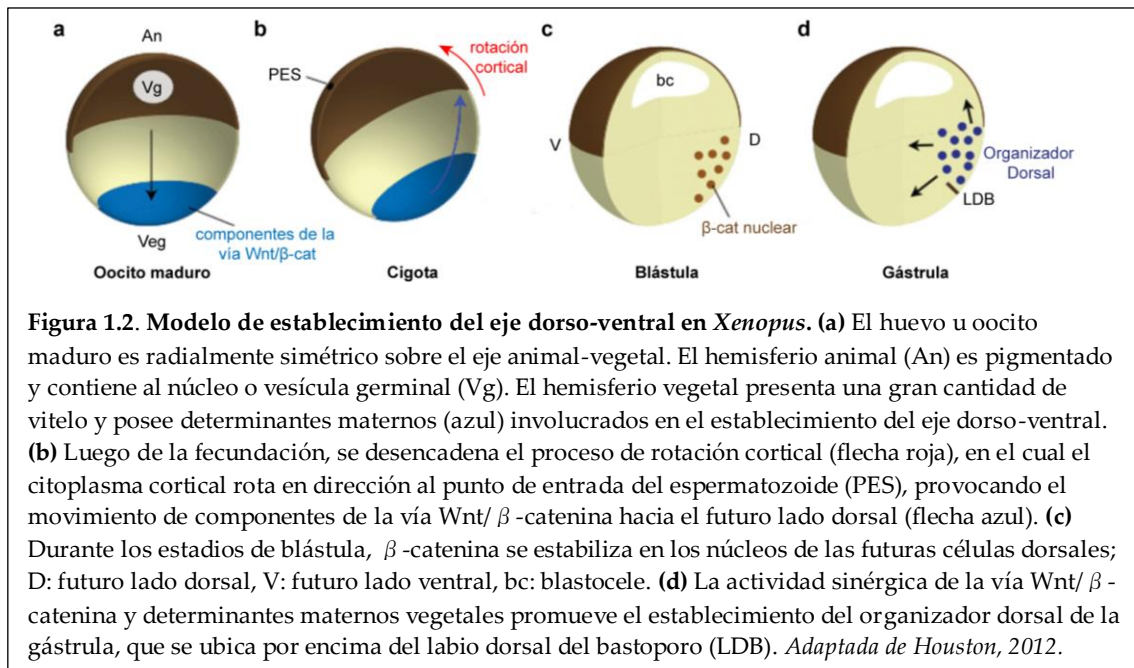 a
An
Vg
Veg
componentes de la
vía Wnt/β-cat
Oocito maduro
b
PES
rotación
cortical
Cigota
c
bc
V
D
β-cat nuclear
Blástula
d
Organizador
Dorsal
LDB
Gástrula
Figura 1.2. Modelo de establecimiento del eje dorso-ventral en Xenopus. (a) El huevo u oocito
maduro es radialmente simétrico sobre el eje animal-vegetal. El hemisferio animal (An) es pigmentado
y contiene al núcleo o vesícula germinal (Vg). El hemisferio vegetal presenta una gran cantidad de
vitelo y posee determinantes maternos (azul) involucrados en el establecimiento del eje dorso-ventral.
(b) Luego de la fecundación, se desencadena el proceso de rotación cortical (flecha roja), en el cual el
citoplasma cortical rota en dirección al punto de entrada del espermatozoide (PES), provocando el
movimiento de componentes de la vía Wnt/ β -catenina hacia el futuro lado dorsal (flecha azul). (c)
Durante los estadios de blástula, β -catenina se estabiliza en los núcleos de las futuras células dorsales;
D: futuro lado dorsal, V: futuro lado ventral, bc: blastocele. (d) La actividad sinérgica de la vía Wnt/ β -
catenina y determinantes maternos vegetales promueve el establecimiento del organizador dorsal de la
gástrula, que se ubica por encima del labio dorsal del bastoporo (LDB). Adaptada de Houston, 2012.